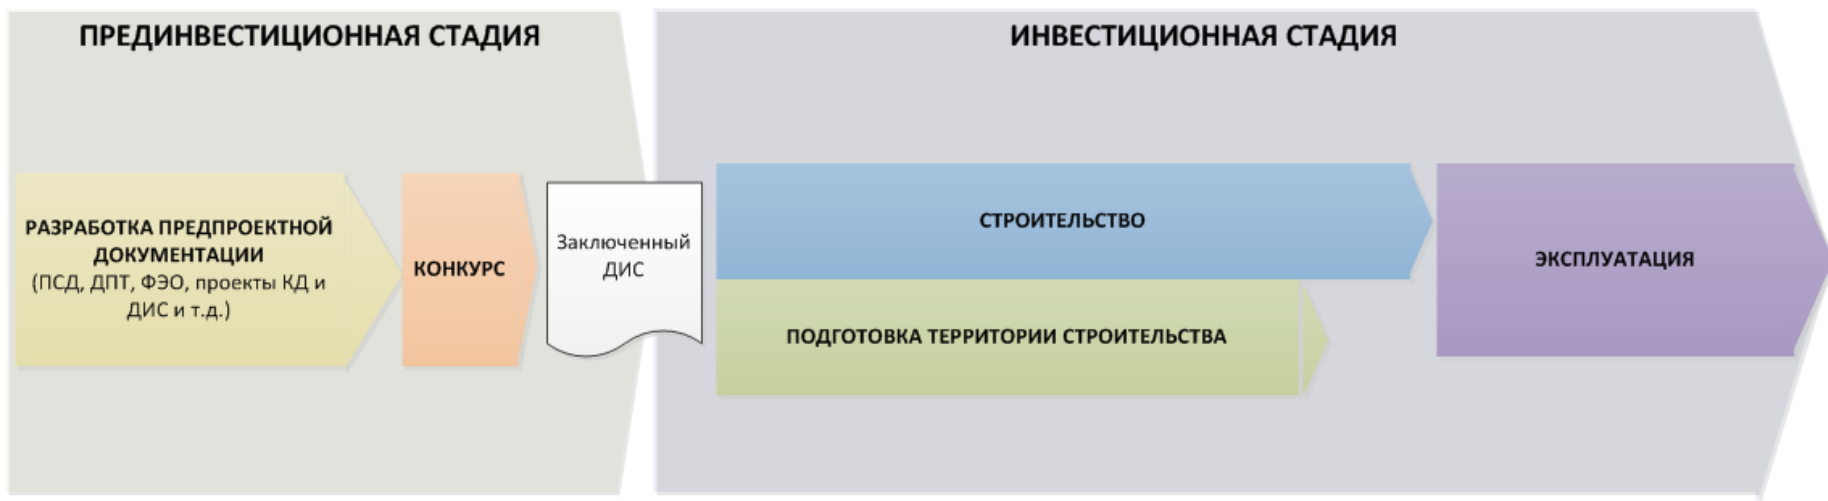 ПРЕДИНВЕСТИЦИОННАЯ СТАДИЯ
ИНВЕСТИЦИОННАЯ СТАДИЯ
РАЗРАБОТКА ПРЕДПРОЕКТНОЙ
ДОКУМЕНТАЦИИ
(ПСД, ДПТ, ФЭО, проекты КД и
ДИС и т.д.)
КОНКУРС
Заключенный
ДИС
СТРОИТЕЛЬСТВО
ПОДГОТОВКА ТЕРРИТОРИИ СТРОИТЕЛЬСТВА
ЭКСПЛУАТАЦИЯ